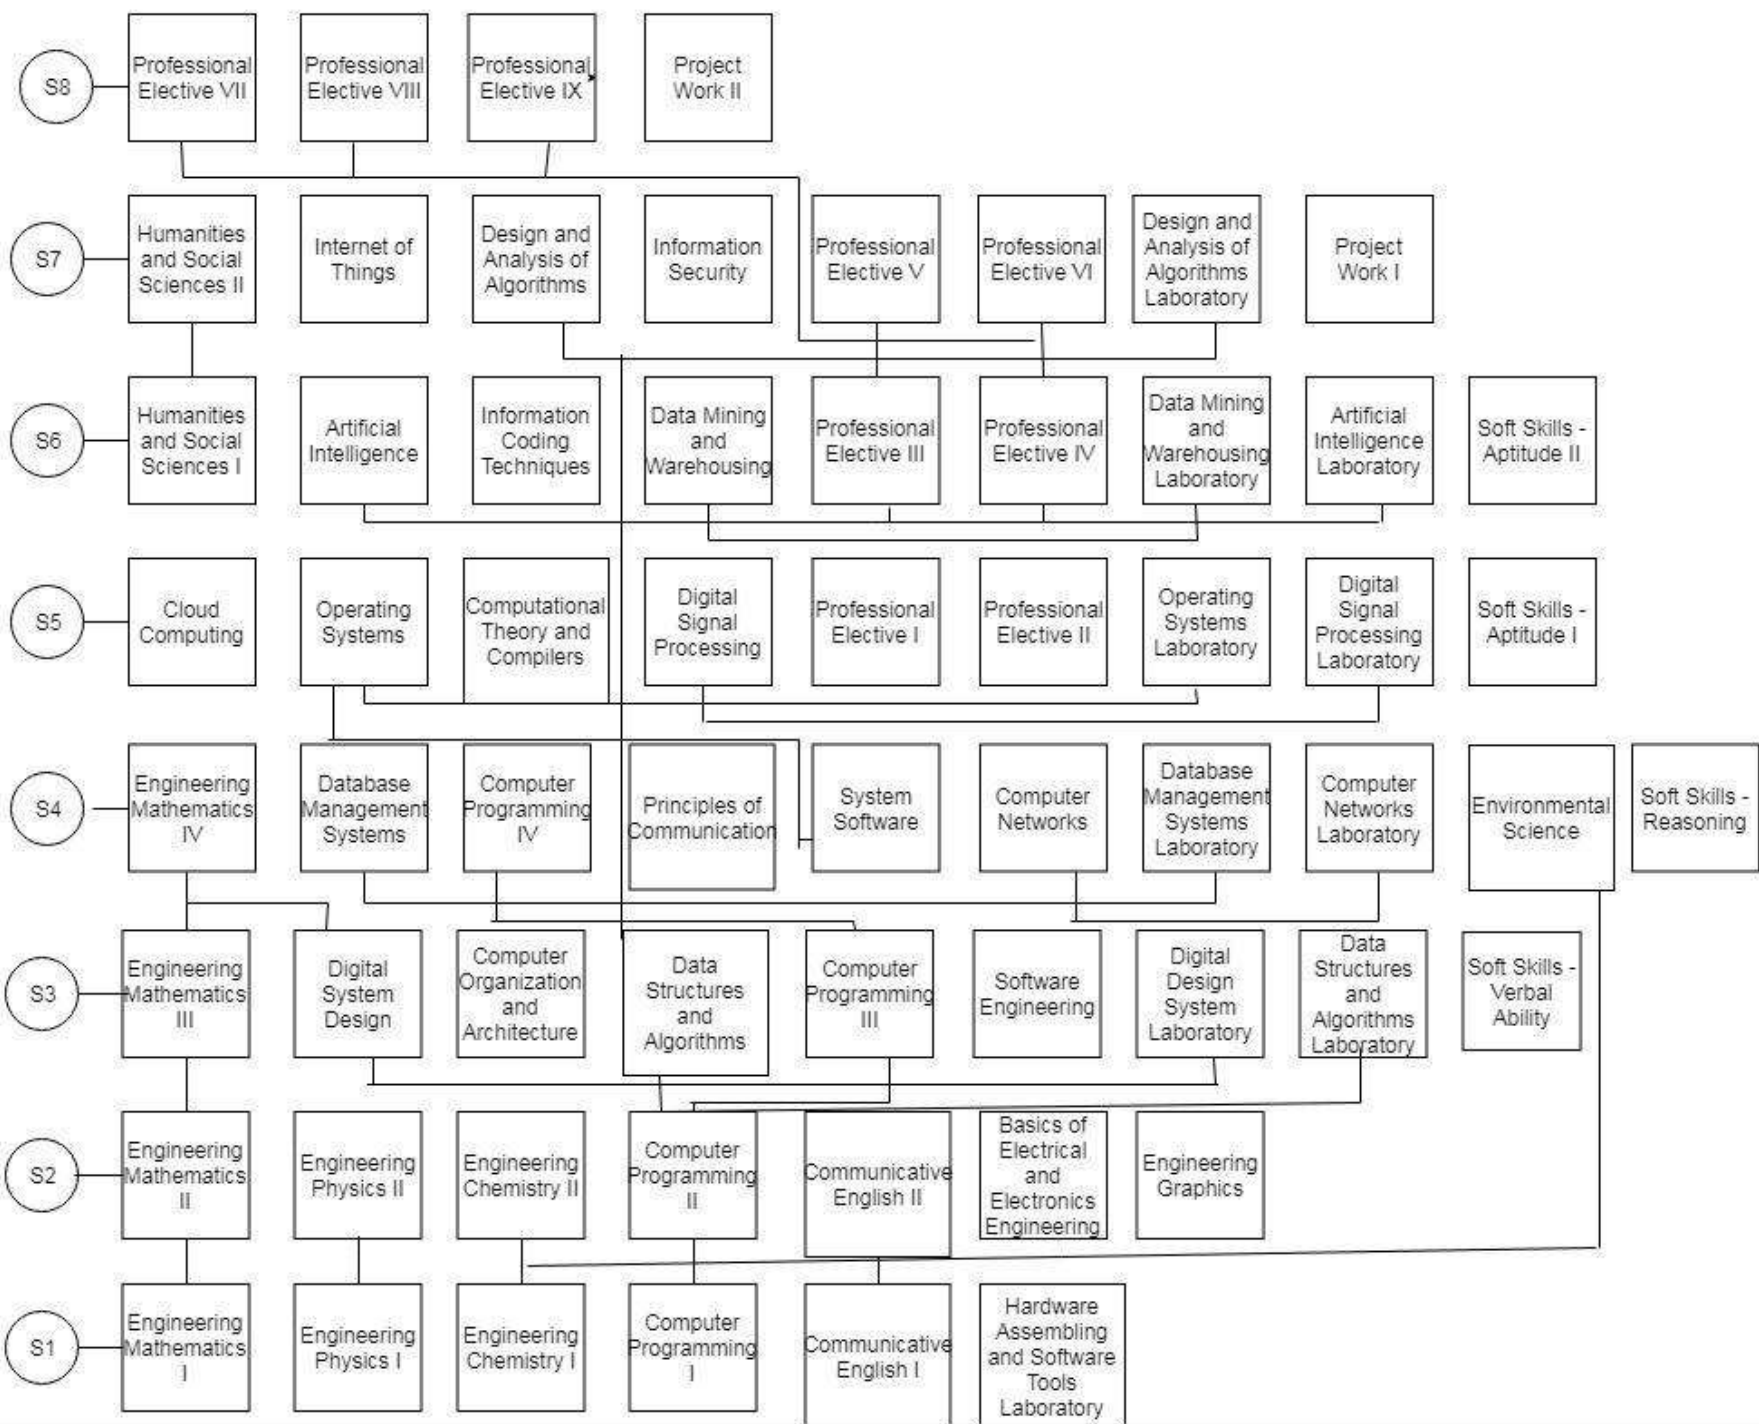 S8
Professional
Elective VII
Professional
Elective VIII
Professional
Elective IX
Project
Work II
S7
Humanities
and Social
Sciences II
Internet of
Things
Design and
Analysis of
Algorithms
Information
Security
Professional
Elective V
Professional
Elective VI
Design and
Analysis of
Algorithms
Laboratory
Project
Work I
S6
Humanities
and Social
Sciences I
Artificial
Intelligence
Information
Coding
Techniques
Data Mining
and
Warehousing
Professional
Elective III
Professional
Elective IV
Data Mining
and
Warehousing
Laboratory
Artificial
Intelligence
Laboratory
Soft Skills -
Aptitude II
S5
Cloud
Computing
Operating
Systems
Computational
Theory and
Compilers
Digital
Signal
Processing
Professional
Elective I
Professional
Elective II
Operating
Systems
Laboratory
Digital
Signal
Processing
Laboratory
Soft Skills -
Aptitude I
S4
Engineering
Mathematics
IV
Database
Management
Systems
Computer
Programming
IV
Principles of
Communication
System
Software
Computer
Networks
Database
Management
Systems
Laboratory
Computer
Networks
Laboratory
Environmental
Science
Soft Skills -
Reasoning
S3
Engineering
Mathematics
III
Digital
System
Design
Computer
Organization
and
Architecture
Data
Structures
and
Algorithms
Computer
Programming
III
Software
Engineering
Digital
Design
System
Laboratory
Data
Structures
and
Algorithms
Laboratory
Soft Skills -
Verbal
Ability
S2
Engineering
Mathematics
II
Engineering
Physics II
Engineering
Chemistry II
Computer
Programming
II
Communicative
English II
Basics of
Electrical
and
Electronics
Engineering
Engineering
Graphics
S1
Engineering
Mathematics
I
Engineering
Physics I
Engineering
Chemistry I
Computer
Programming
I
Communicative
English I
Hardware
Assembling
and Software
Tools
Laboratory